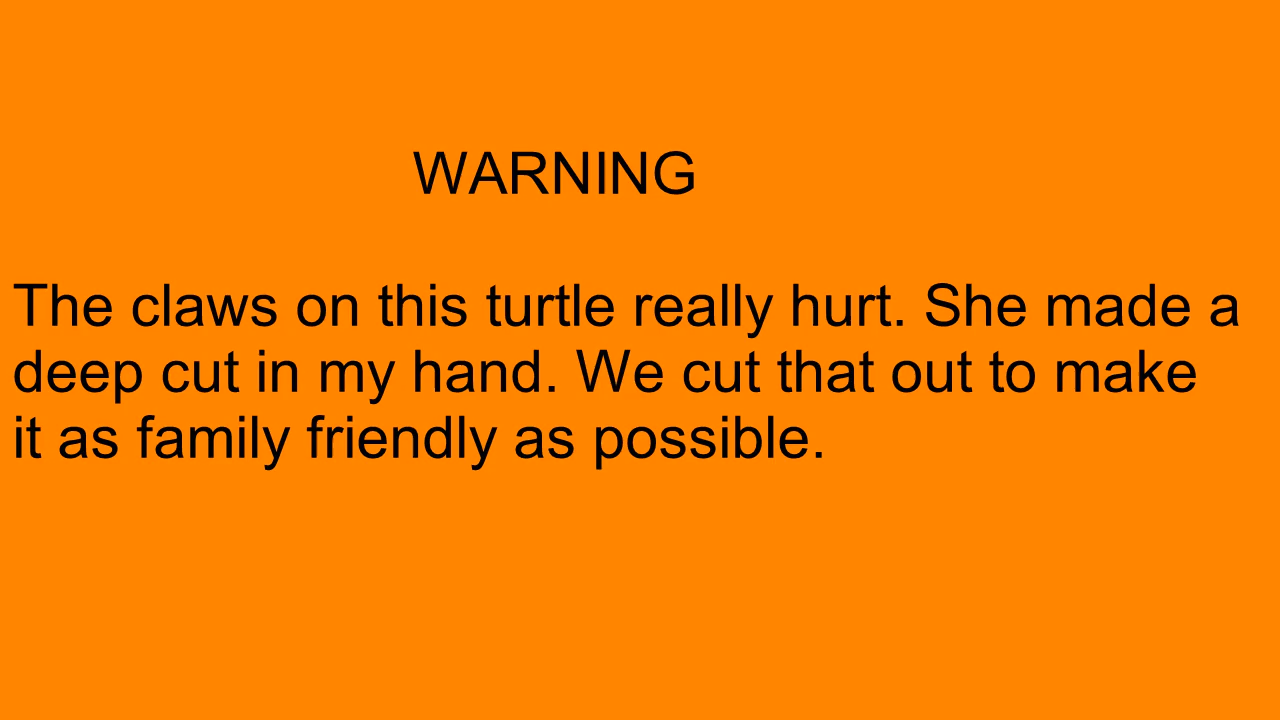 WARNING
The claws on this turtle really hurt. She made a
deep cut in my hand. We cut that out to make
it as family friendly as possible.